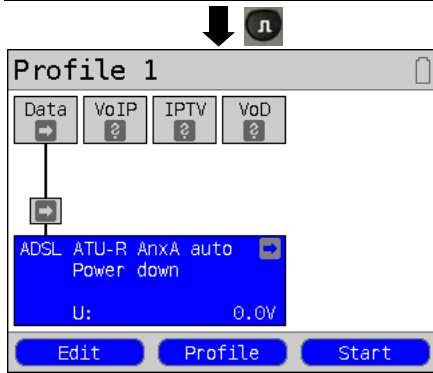 Profile 1
Data VoIP IPTV VoD
? ? ?
ADSL ATU-R AnxA auto
Power down
U: 0.0V
Edit Profile Start